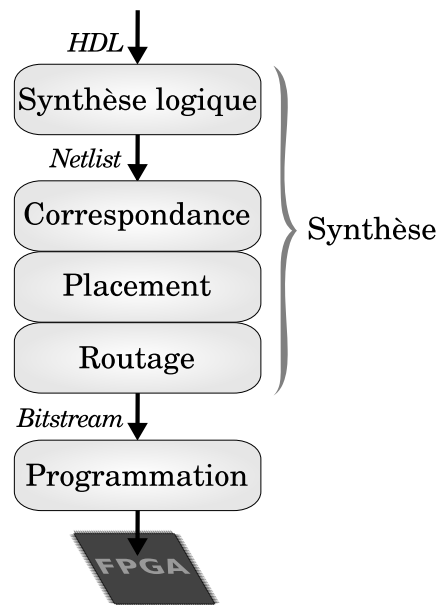 HDL
Synthèse logique
Netlist
Correspondance
Synthèse
Placement
Routage
Bitstream
Programmation
FPGA